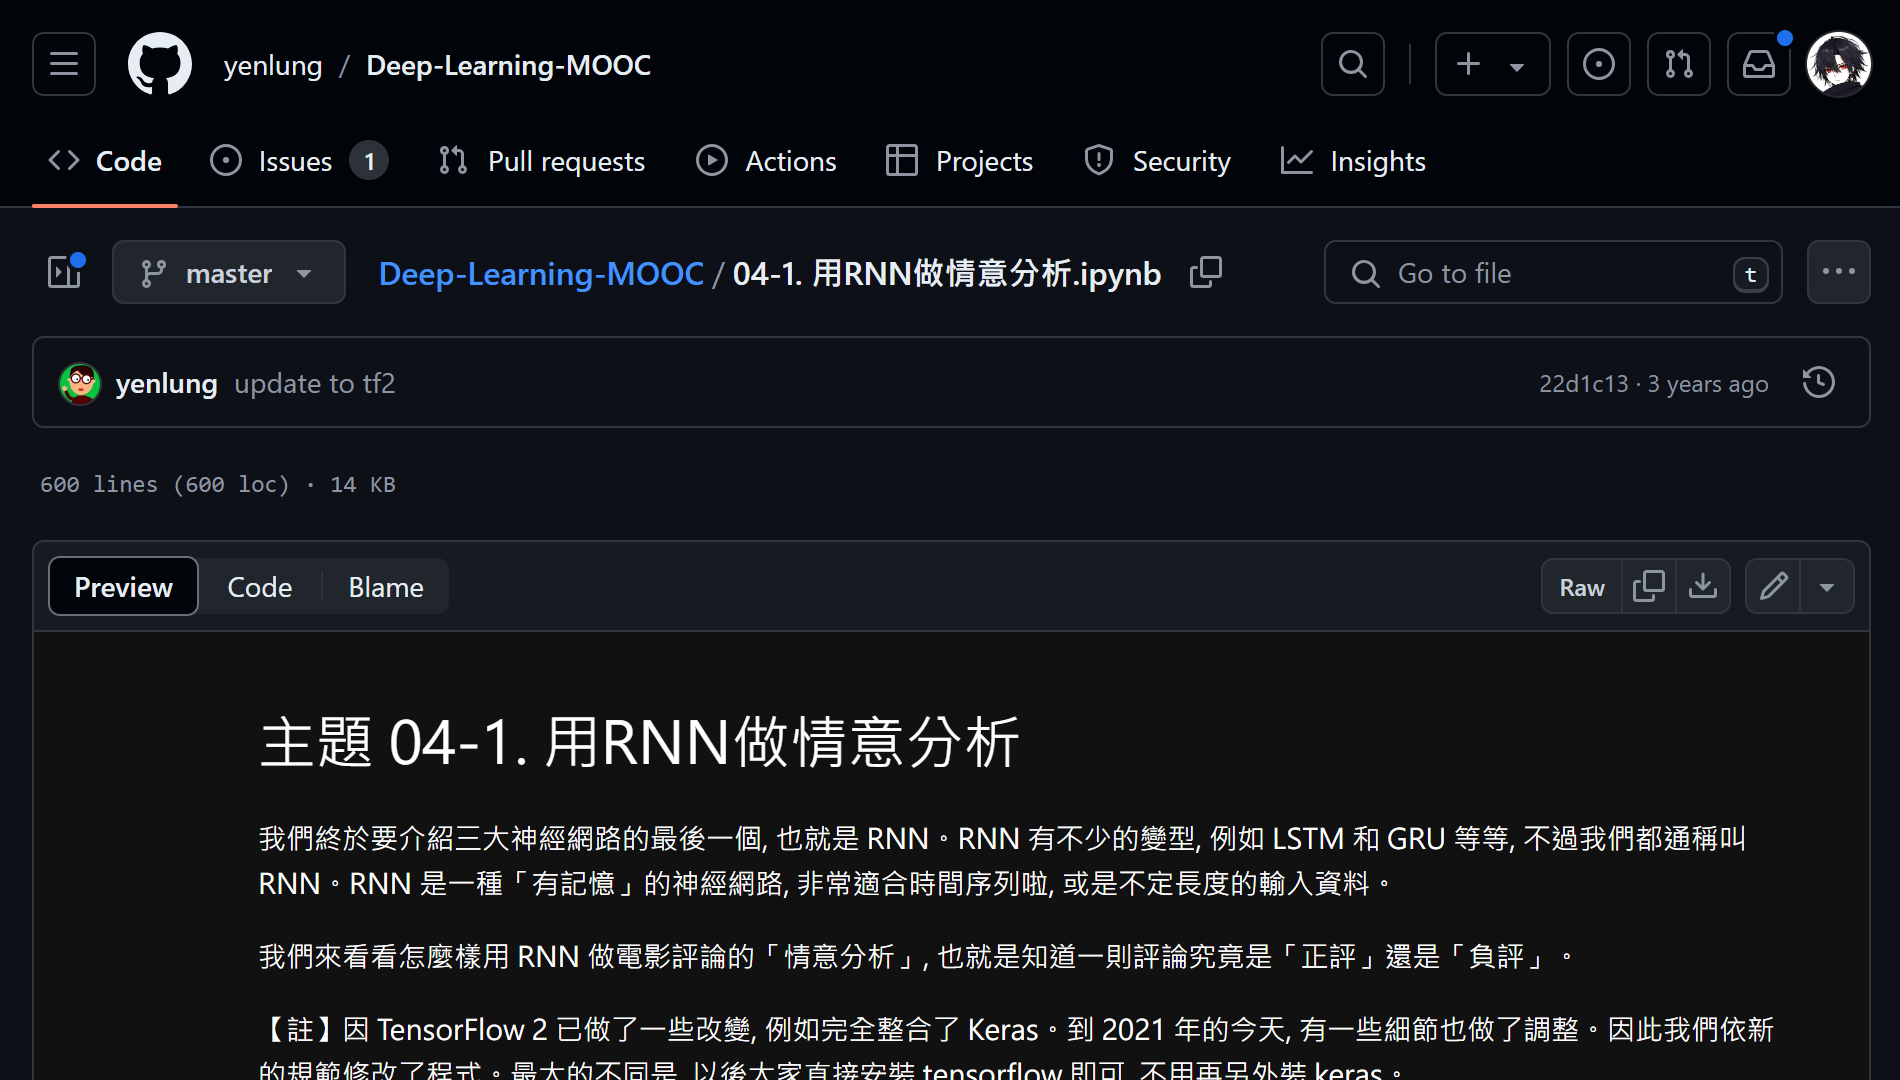 yenlung / Deep-Learning-MOOC
Code Issues 1 Pull requests Actions Projects Security Insights
master Deep-Learning-MOOC / 04-1. 用RNN做情意分析.ipynb Go to file t
yenlung update to tf2 22d1c13 · 3 years ago
600 lines (600 loc) · 14 KB
Preview Code Blame Raw
主題 04-1. 用RNN做情意分析
我們終於要介紹三大神經網路的最後一個, 也就是 RNN。RNN 有不少的變型, 例如 LSTM 和 GRU 等等, 不過我們都通稱叫
RNN。RNN 是一種「有記憶」的神經網路, 非常適合時間序列啦, 或是不定長度的輸入資料。
我們來看看怎麼樣用 RNN 做電影評論的「情意分析」, 也就是知道一則評論究竟是「正評」還是「負評」。
【註】因 TensorFlow 2 已做了一些改變, 例如完全整合了 Keras。到 2021 年的今天, 有一些細節也做了調整。因此我們依新
的規範修改了程式。最大的不同是, 以後大家直接安裝 tensorflow 即可, 不用再另外裝 keras。